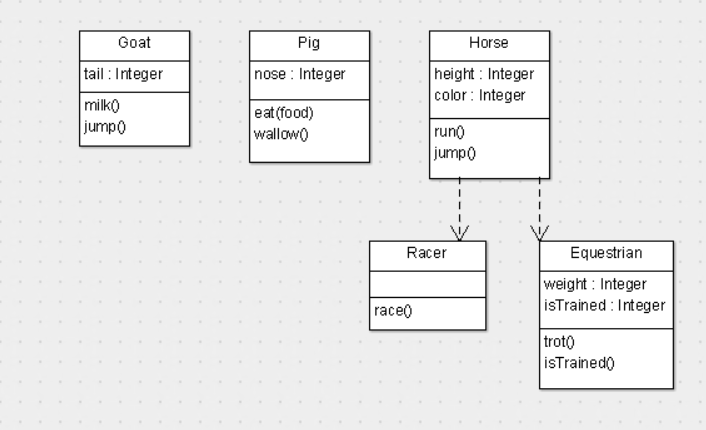 Goat
tail : Integer
milk()
jump()
Pig
nose : Integer
eat(food)
wallow()
Horse
height : Integer
color : Integer
run()
jump()
Racer
race()
Equestrian
weight : Integer
isTrained : Integer
trot()
isTrained()